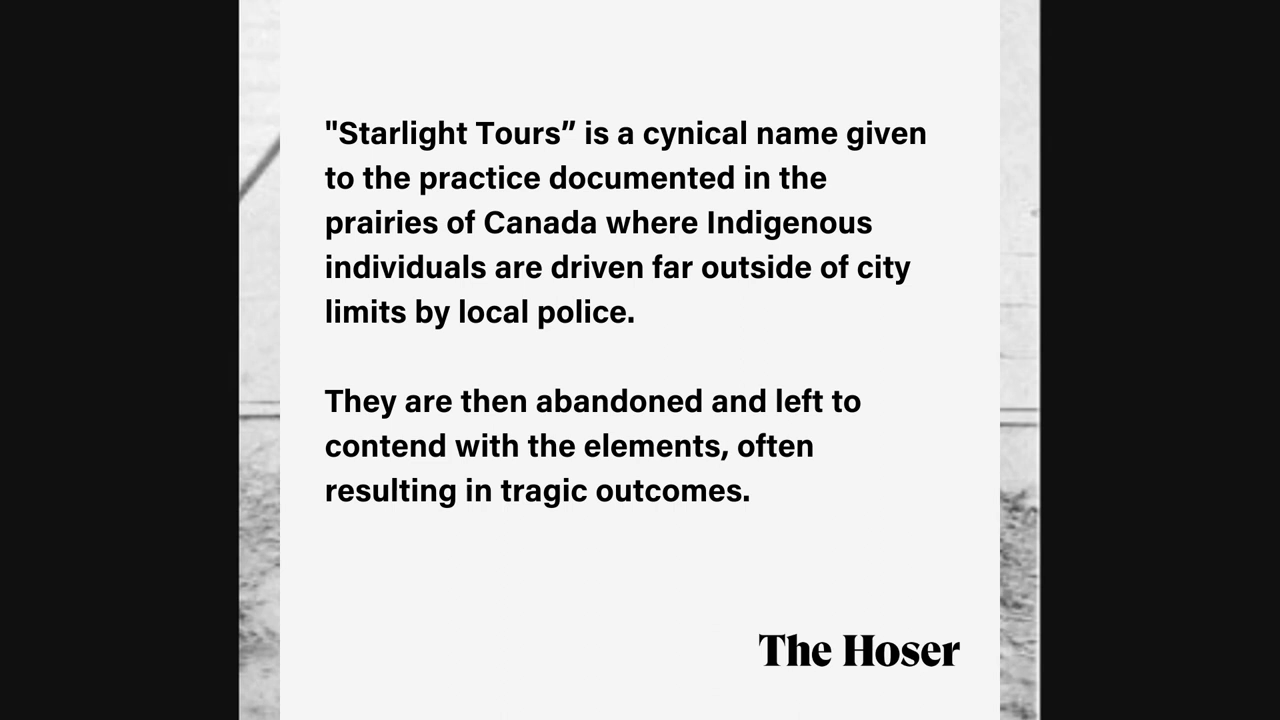 "Starlight Tours” is a cynical name given
to the practice documented in the
prairies of Canada where Indigenous
individuals are driven far outside of city
limits by local police.
They are then abandoned and left to
contend with the elements, often
resulting in tragic outcomes.
The Hoser